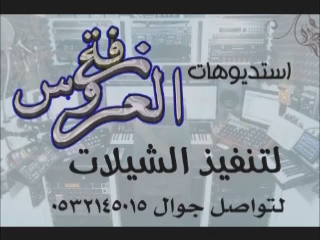 استديوهات
زفة العروس
لتنفيذ الشيلات
لتواصل جوال ٠٥٣٢١٤٥٠١٥